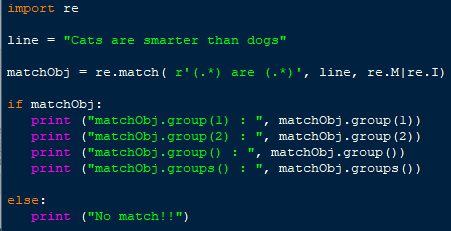 import re
line = "Cats are smarter than dogs"
matchObj = re.match( r'(.*) are (.*)', line, re.M|re.I)
if matchObj:
   print ("matchObj.group(1) : ", matchObj.group(1))
   print ("matchObj.group(2) : ", matchObj.group(2))
   print ("matchObj.group() : ", matchObj.group())
   print ("matchObj.groups() : ", matchObj.groups())
else:
   print ("No match!!")